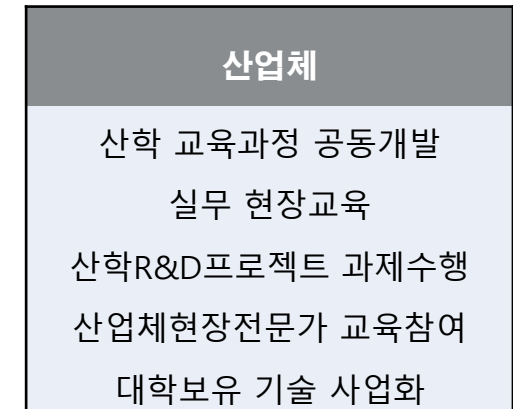 산업체
산학 교육과정 공동개발
실무 현장교육
산학R&D프로젝트 과제수행
산업체현장전문가 교육참여
대학보유 기술 사업화